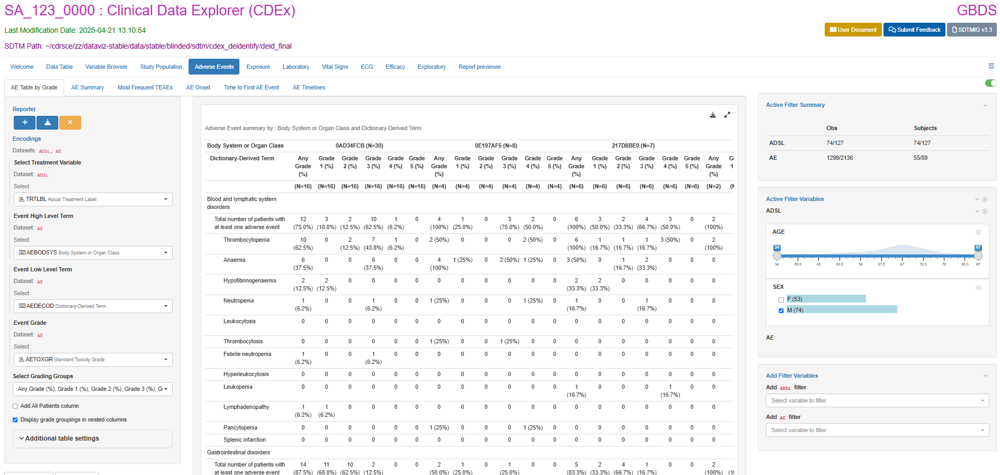 SA_123_0000 : Clinical Data Explorer (CDEx)
GBDS
Last Modification Date: 2025-04-21 13:10:54
User Document Submit Feedback SDTMIG v3.3
SDTM Path: ~/cdrsce/zz/dataviz-stable/data/stable/blinded/sdtm/cdex_deidentify/deid_final
Welcome Data Table Variable Browser Study Population Adverse Events Exposure Laboratory Vital Signs ECG Efficacy Exploratory Report previewer
AE Table by Grade AE Summary Most Frequent TEAEs AE Onset Time to First AE Event AE Timelines
Reporter
Encodings
Datasets: ADSL, AE
Select Treatment Variable
Dataset: ADSL
Select
TRTLBL Actual Treatment Label
Event High Level Term
Dataset: AE
Select
AEBODSYS Body System or Organ Class
Event Low Level Term
Dataset: AE
Select
AEDECOD Dictionary-Derived Term
Event Grade
Dataset: AE
Select
AETOXGR Standard Toxicity Grade
Select Grading Groups
Any Grade (%), Grade 1 (%), Grade 2 (%), Grade 3 (%), G
Add All Patients column
Display grade groupings in nested columns
Additional table settings
Adverse Event summary by : Body System or Organ Class and Dictionary-Derived Term
Body System or Organ Class 0AD34FCB (N=30) 0E197AF5 (N=8) 217D8BE0 (N=7)
Dictionary-Derived Term Any Grade Grade Grade Grade Grade Any Grade Grade Grade Grade Grade Any Grade Grade Grade Grade Grade Any G
Grade 1 (%) 2 (%) 3 (%) 4 (%) 5 (%) Grade 1 (%) 2 (%) 3 (%) 4 (%) 5 (%) Grade 1 (%) 2 (%) 3 (%) 4 (%) 5 (%) Grade 1
(%) (%) (%) (%)
(N=16) (N=16) (N=16) (N=16) (N=16) (N=16) (N=4) (N=4) (N=4) (N=4) (N=4) (N=4) (N=6) (N=6) (N=6) (N=6) (N=6) (N=6) (N=2)
Blood and lymphatic system
disorders
Total number of patients with 12 3 2 10 1 0 4 1 0 3 2 0 6 3 2 4 3 0 2
at least one adverse event (75.0%) (18.8%) (12.5%) (62.5%) (6.2%) (100%) (25.0%) (75.0%) (50.0%) (100%) (50.0%) (33.3%) (66.7%) (50.0%) (100%)
Thrombocytopenia 10 0 2 7 1 0 2 (50%) 0 0 0 2 (50%) 0 6 1 1 1 3 (50%) 0 2
(62.5%) (12.5%) (43.8%) (6.2%) (100%) (16.7%) (16.7%) (16.7%) (100%)
Anaemia 6 0 0 6 0 0 4 1 (25%) 0 2 (50%) 1 (25%) 0 3 (50%) 0 1 2 0 0 0
(37.5%) (37.5%) (100%) (16.7%) (33.3%)
Hypofibrinogenaemia 2 2 0 0 0 0 0 0 0 0 0 0 2 2 0 0 0 0 0
(12.5%) (12.5%) (33.3%) (33.3%)
Neutropenia 1 0 0 1 0 0 1 (25%) 0 0 0 1 (25%) 0 1 0 0 1 0 0 0
(6.2%) (6.2%) (16.7%) (16.7%)
Leukocytosis 0 0 0 0 0 0 0 0 0 0 0 0 0 0 0 0 0 0 0
Thrombocytosis 0 0 0 0 0 0 1 (25%) 0 0 1 (25%) 0 0 0 0 0 0 0 0 0
Febrile neutropenia 1 0 0 1 0 0 0 0 0 0 0 0 0 0 0 0 0 0 0
(6.2%) (6.2%)
Hyperleukocytosis 0 0 0 0 0 0 0 0 0 0 0 0 0 0 0 0 0 0 0
Leukopenia 0 0 0 0 0 0 0 0 0 0 0 0 1 0 0 0 1 0 0
(16.7%) (16.7%)
Lymphadenopathy 1 1 0 0 0 0 0 0 0 0 0 0 0 0 0 0 0 0 0
(6.2%) (6.2%)
Pancytopenia 0 0 0 0 0 0 1 (25%) 0 0 0 1 (25%) 0 0 0 0 0 0 0 0
Splenic infarction 0 0 0 0 0 0 0 0 0 0 0 0 0 0 0 0 0 0 0
Gastrointestinal disorders
Total number of patients with 14 11 10 2 0 0 2 1 0 1 0 0 5 2 4 1 0 0 2
at least one adverse event (87.5%) (68.8%) (62.5%) (12.5%) (50.0%) (25.0%) (25.0%) (83.3%) (33.3%) (66.7%) (16.7%) (100%) (10
Active Filter Summary
Obs Subjects
ADSL 74/127 74/127
AE 1299/2136 55/89
Active Filter Variables
ADSL
AGE
34 87
34 39.5 45 50.5 56 61.5 67 72.5 78 83.5 87
SEX
F (53)
M (74)
AE
Add Filter Variables
Add ADSL filter
Select variable to filter
Add AE filter
Select variable to filter